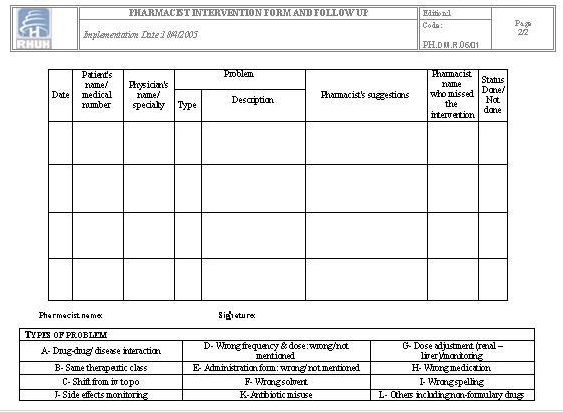 RHUH
PHARMACIST INTERVENTION FORM AND FOLLOW UP
Implementation Date: 18/4/2005
Edition:1
Code:
PH.DM.R.06/01
Page
2/2
Date
Patient's
name/
medical
number
Physician's
name/
specialty
Problem
Type
Description
Pharmacist's suggestions
Pharmacist
name
who missed
the
intervention
Status
Done/
Not
done
Pharmacist name:
Signature:
TYPES OF PROBLEM
A- Drug-drug/ disease interaction
D- Wrong frequency & dose: wrong/not
mentioned
G- Dose adjustment (renal –
liver)/monitoring
B- Same therapeutic class
E- Administration form: wrong/ not mentioned
H- Wrong medication
C- Shift from iv to po
F- Wrong solvent
I- Wrong spelling
J- Side effects monitoring
K- Antibiotic misuse
L- Others including non-formulary drugs